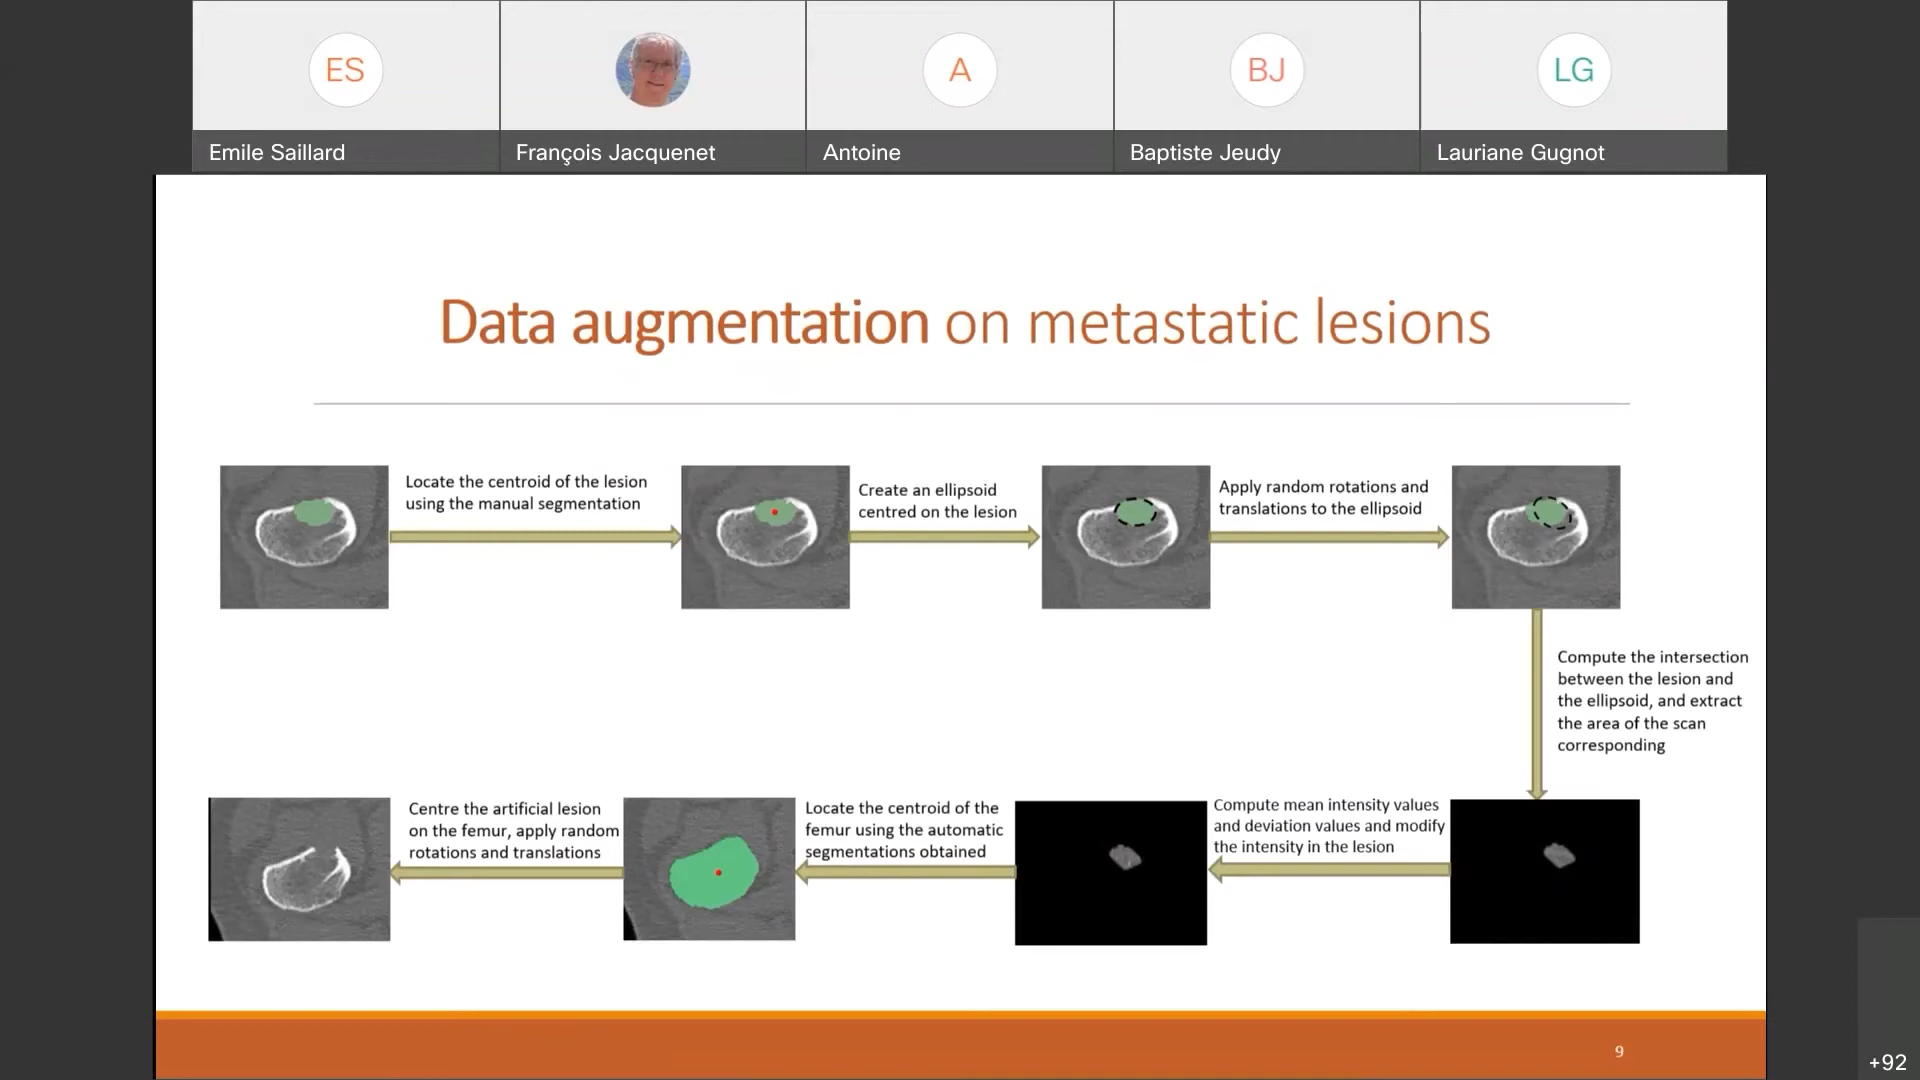 ES
A
BJ
LG
Emile Saillard
François Jacquenet
Antoine
Baptiste Jeudy
Lauriane Gugnot
Data augmentation on metastatic lesions
Locate the centroid of the lesion
using the manual segmentation
Create an ellipsoid
centred on the lesion
Apply random rotations and
translations to the ellipsoid
Compute the intersection
between the lesion and
the ellipsoid, and extract
the area of the scan
corresponding
Compute mean intensity values
and deviation values and modify
the intensity in the lesion
Locate the centroid of the
femur using the automatic
segmentations obtained
Centre the artificial lesion
on the femur, apply random
rotations and translations
9
+92